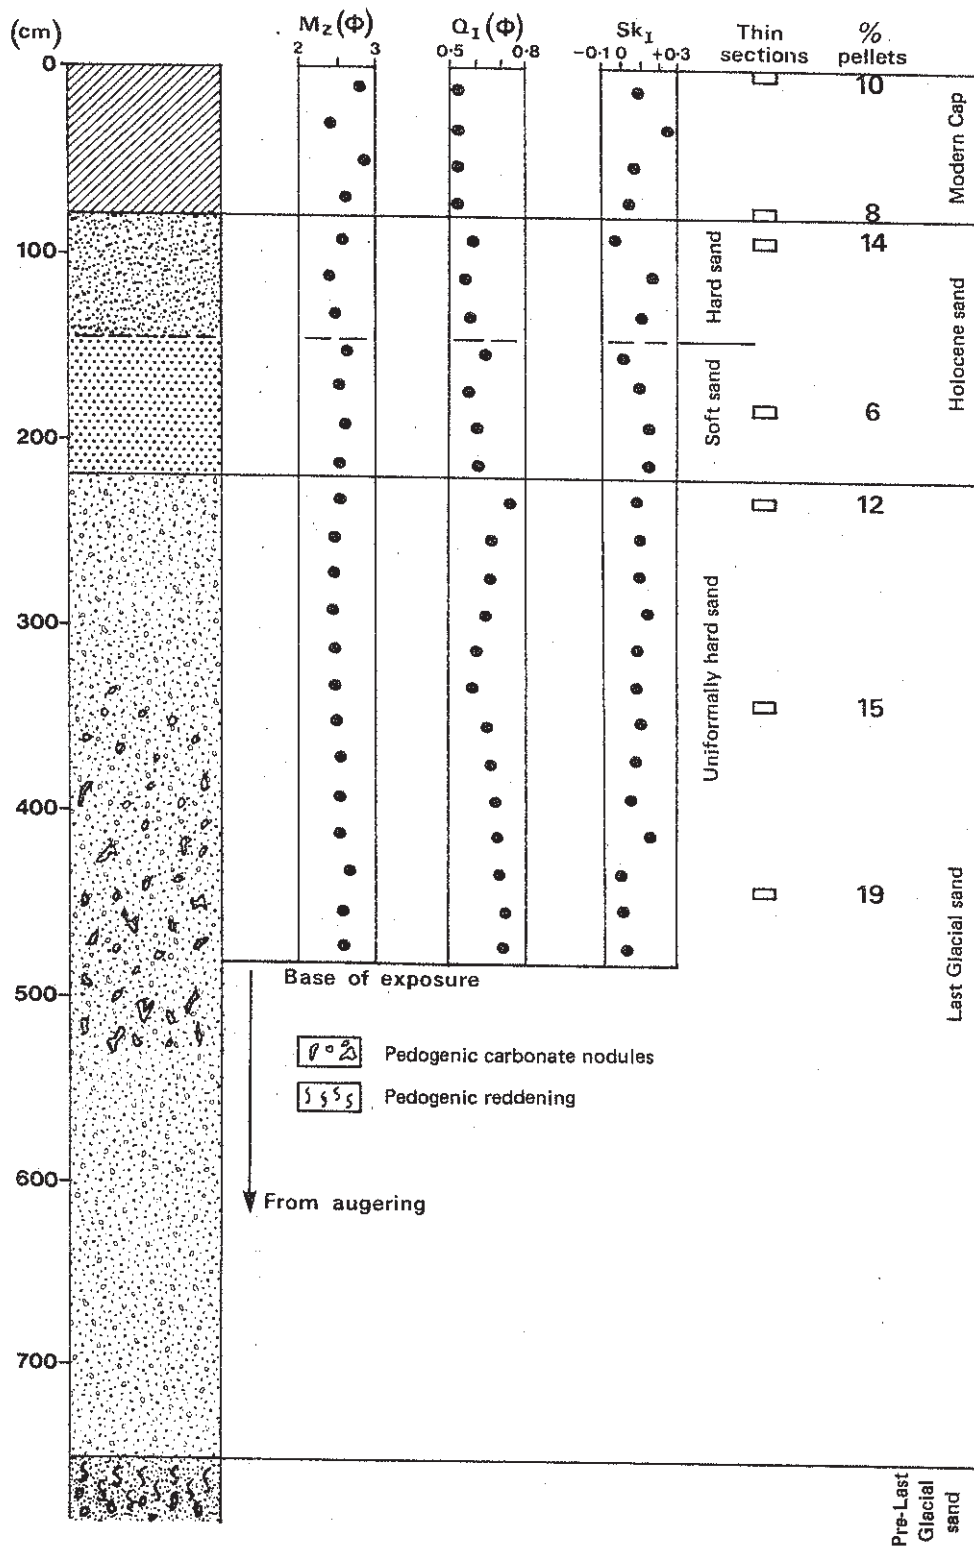 (cm)
Mz (Φ)
QI (Φ)
SkI
Thin sections
%
pellets
2 3
0·5 0·8
−0·1 0 +0·3
0
100
200
300
400
500
600
700
10
8
14
6
12
15
19
Modern Cap
Hard sand
Soft sand
Holocene sand
Uniformally hard sand
Last Glacial sand
Pre-Last
Glacial
sand
Base of exposure
Pedogenic carbonate nodules
Pedogenic reddening
From augering